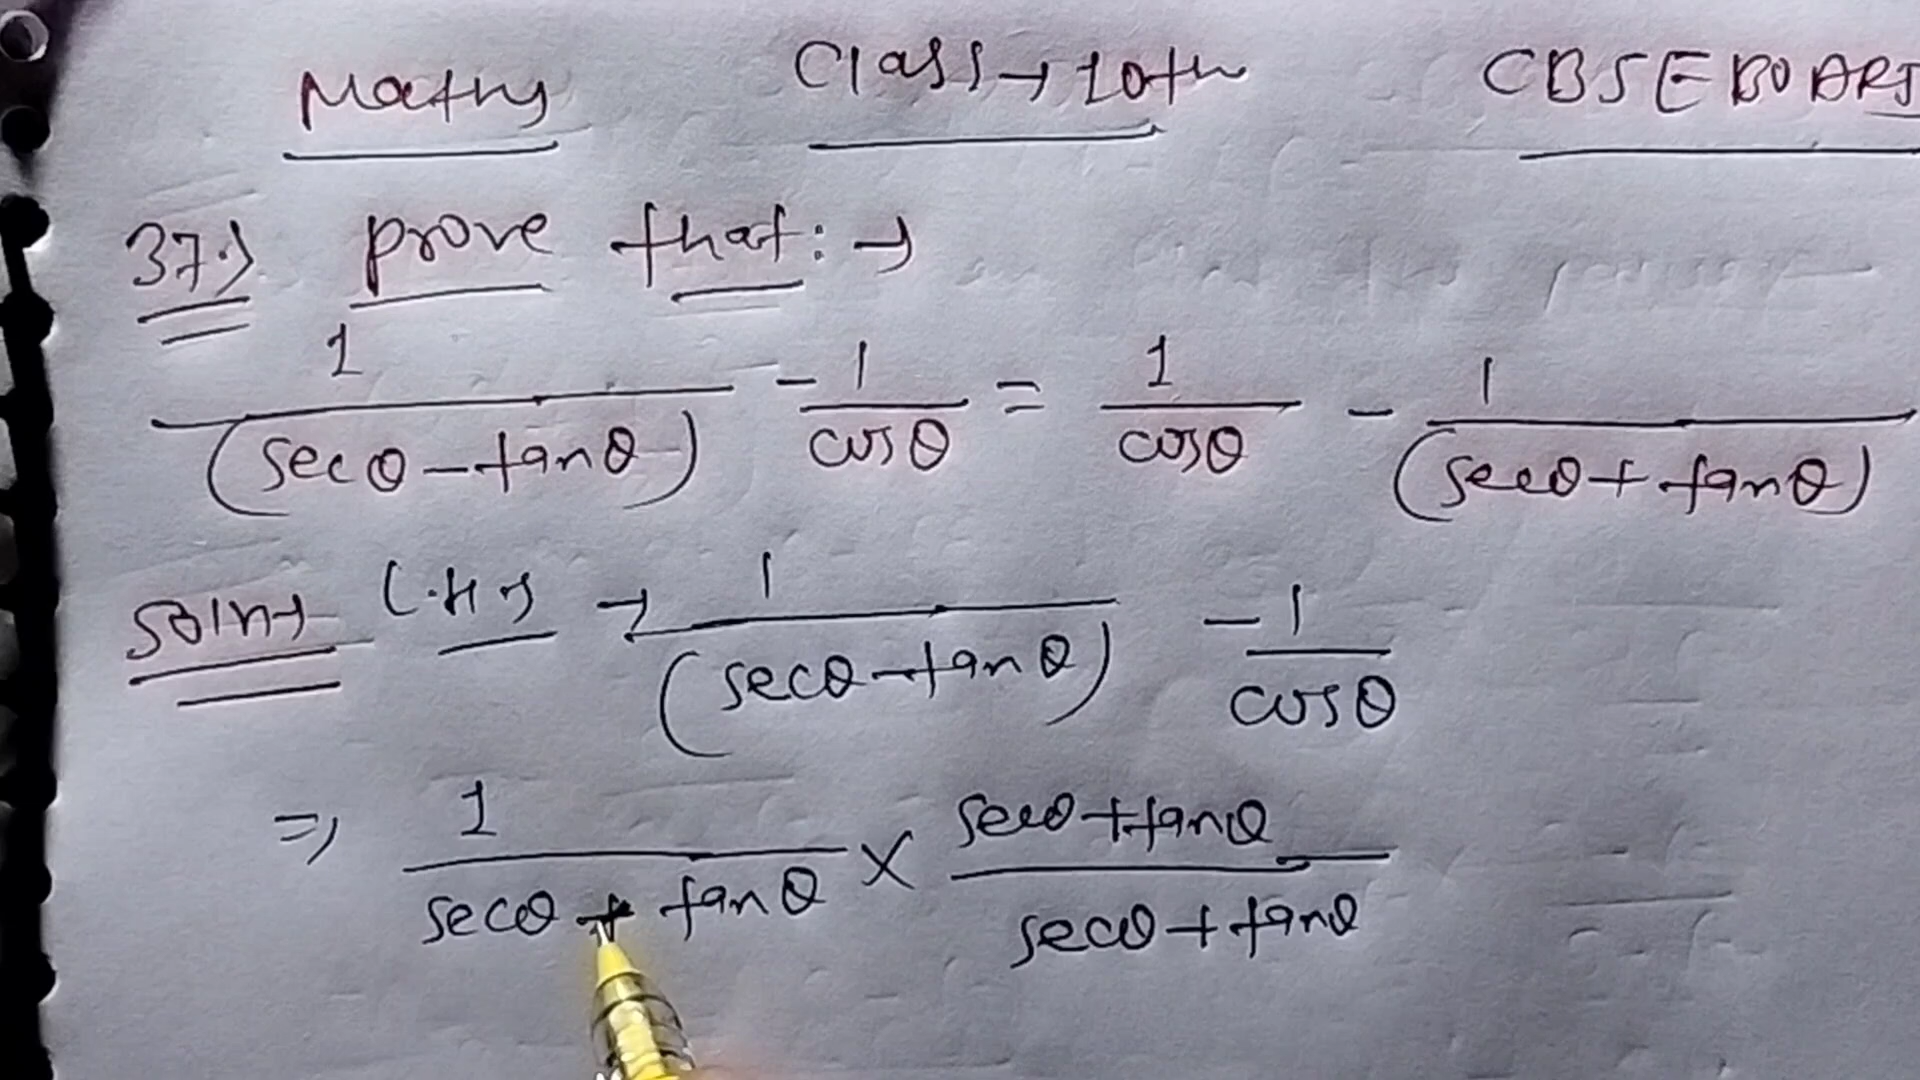 Maths Class → 10th CBSE BOARD
37.) prove that: →
1/(secθ - tanθ) - 1/cosθ = 1/cosθ - 1/(secθ + tanθ)
Soln → L.H.S → 1/(secθ - tanθ) - 1/cosθ
⇒ 1/secθ + tanθ × secθ + tanθ/secθ + tanθ